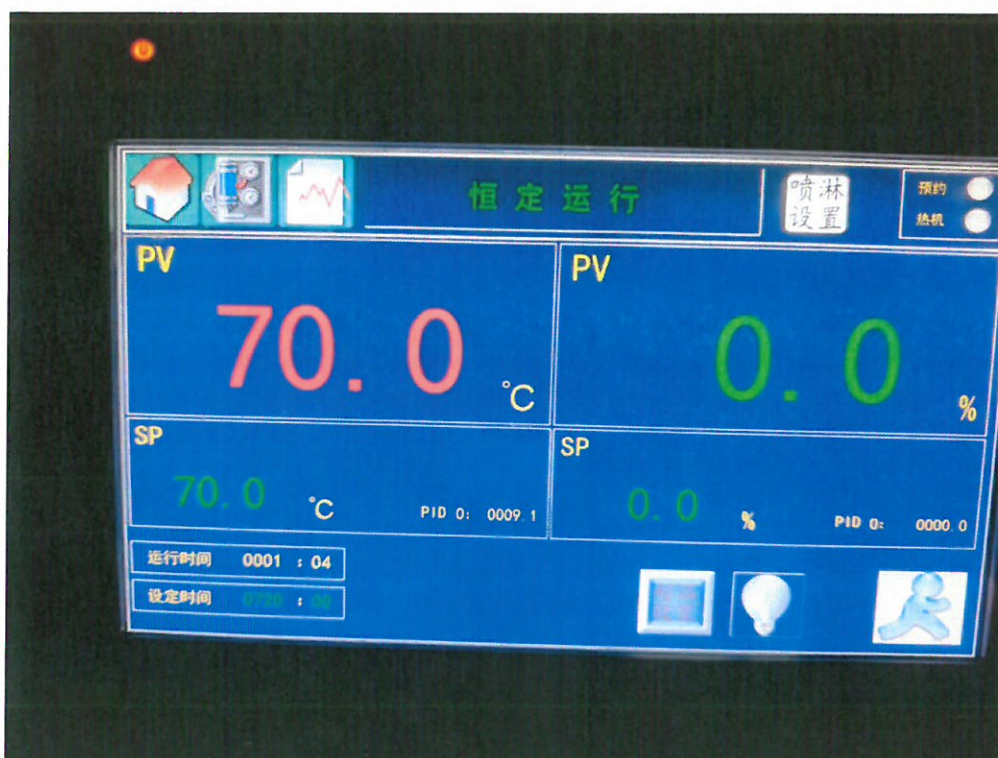 恒定运行
喷淋
设置
预约
热机
PV
70.0 ℃
PV
0.0 %
SP
70.0 ℃ PID 0: 0009.1
SP
0.0 % PID 0: 0000.0
运行时间 0001 : 04
设定时间 0720 : 00